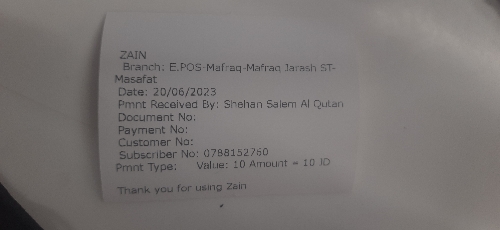 ZAIN
Branch: E.POS-Mafraq-Mafraq Jarash ST-
Masafat
Date: 20/06/2023
Pmnt Received By: Shehan Salem Al Qutan
Document No:
Payment No:
Customer No:
Subscriber No: 0788152760
Pmnt Type: Value: 10 Amount = 10 JD
Thank you for using Zain